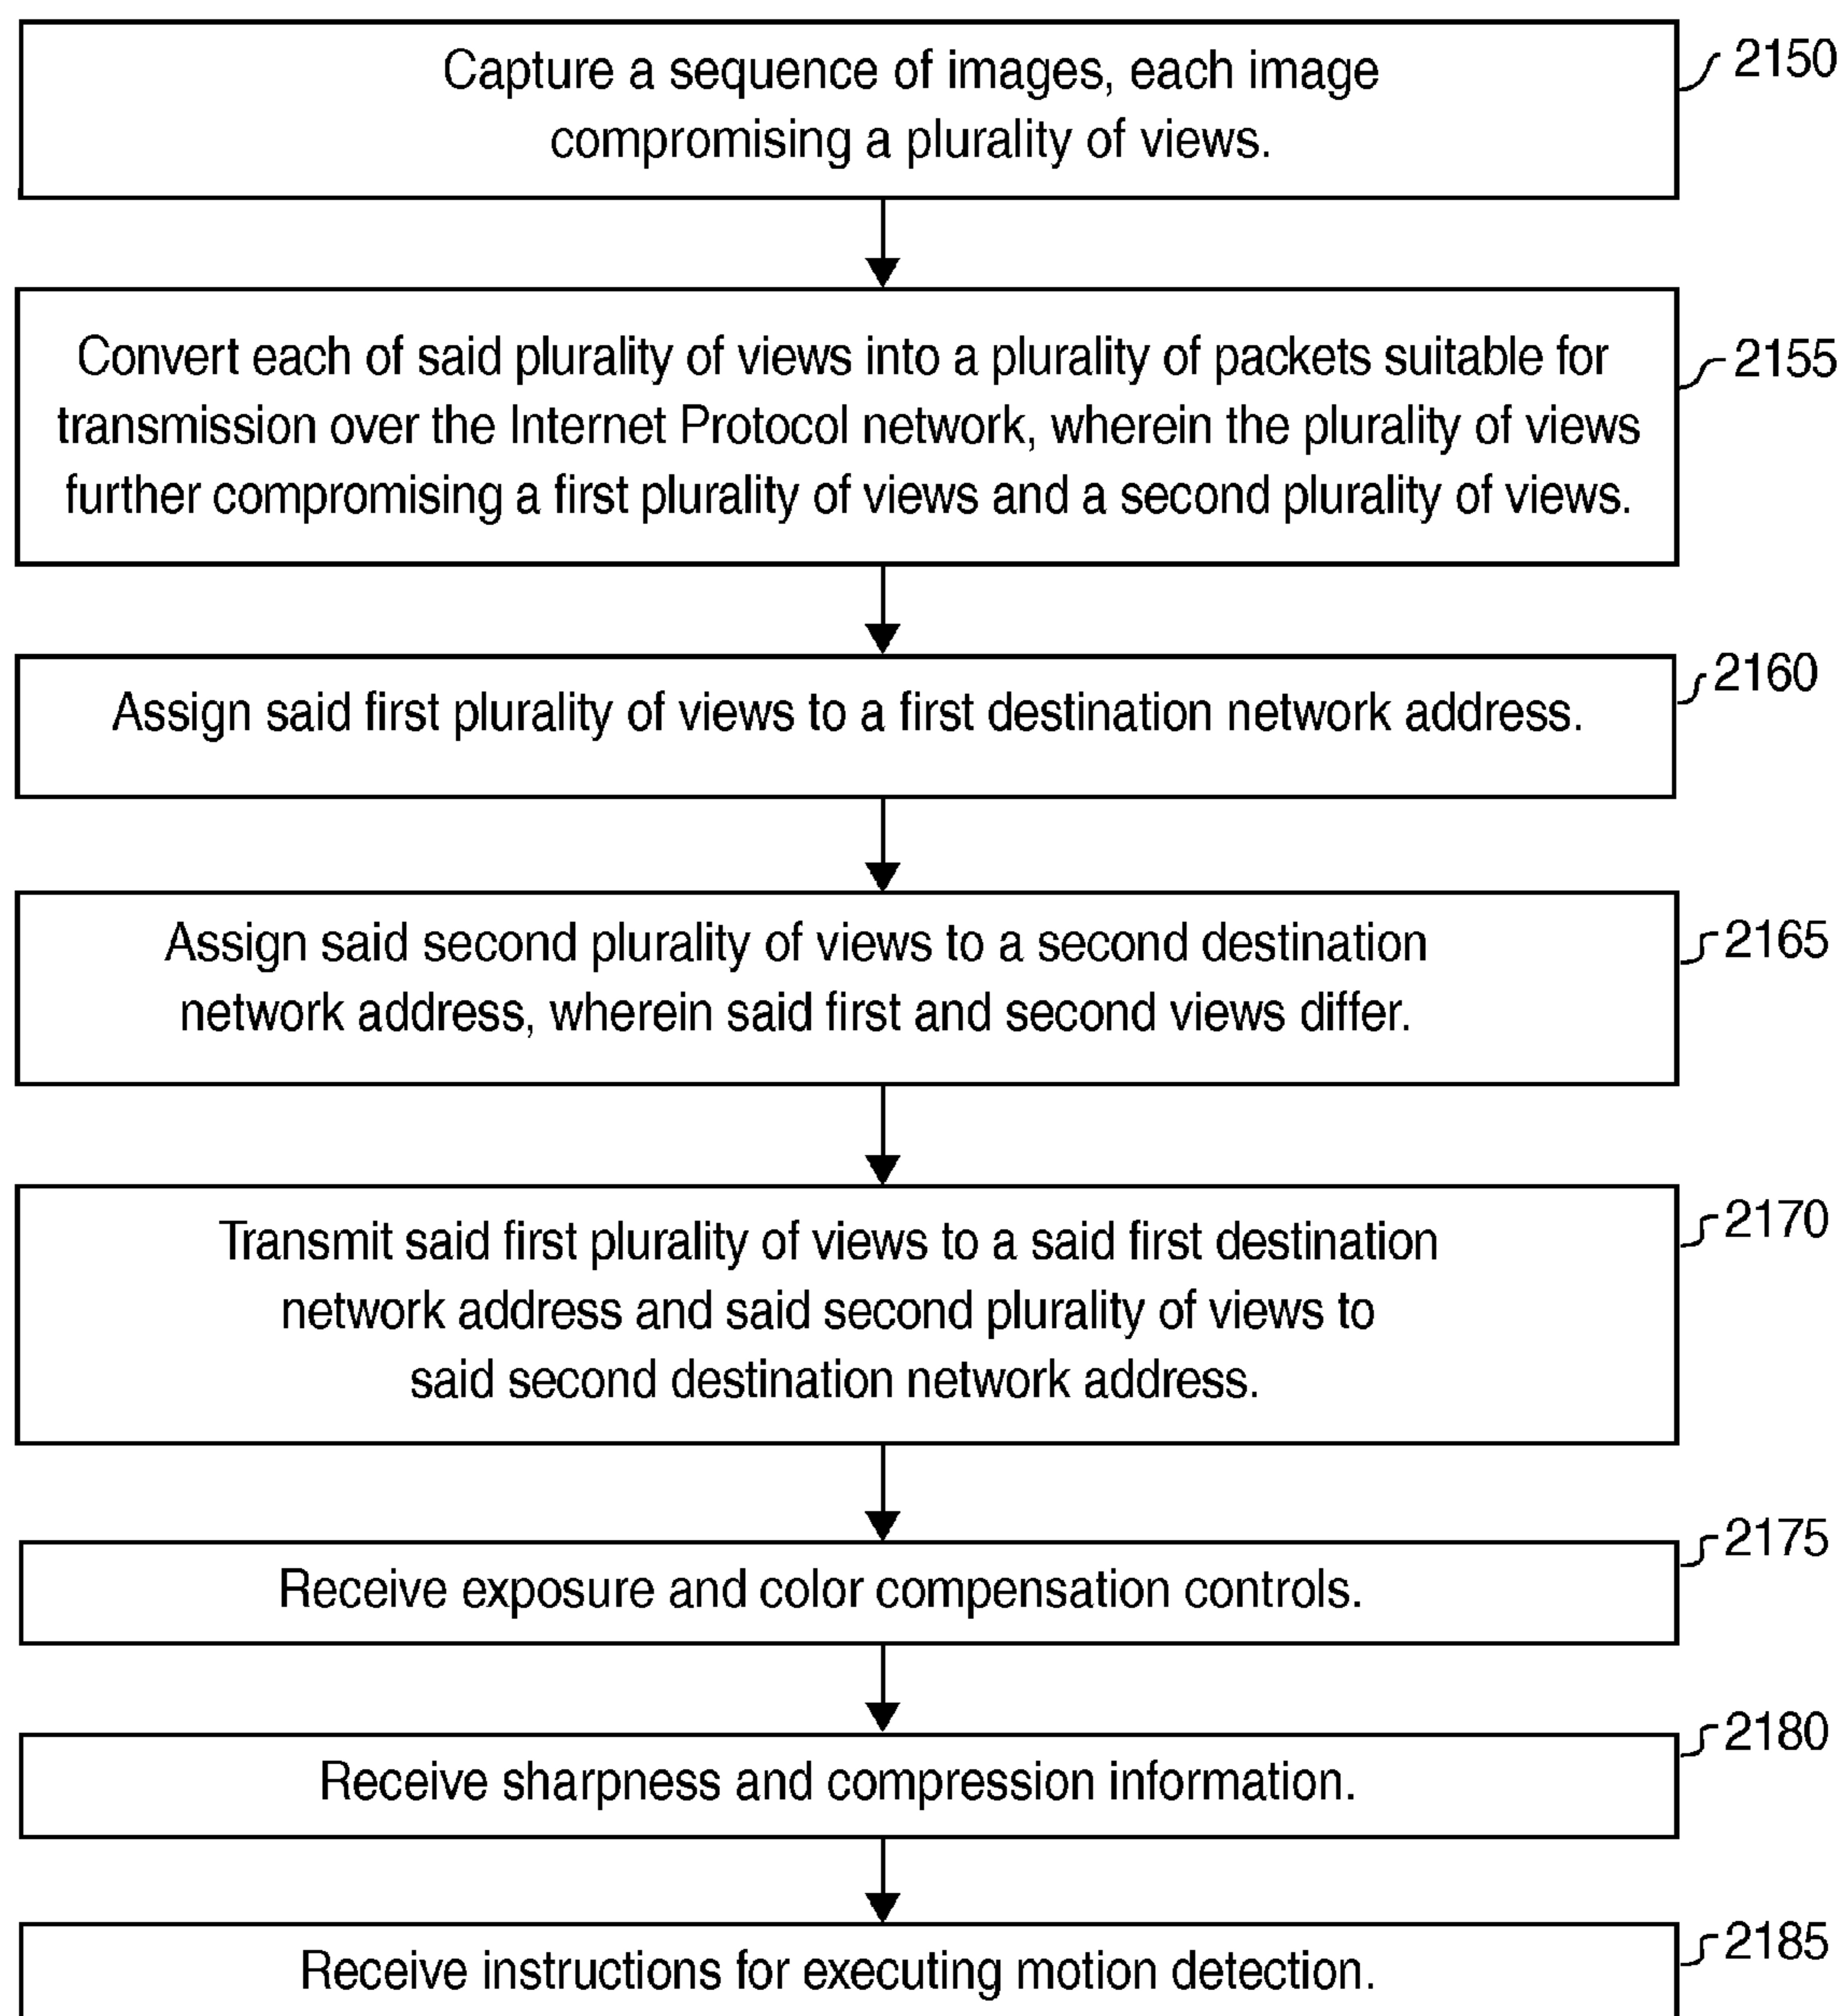 Capture a sequence of images, each image
compromising a plurality of views.
2150
Convert each of said plurality of views into a plurality of packets suitable for
transmission over the Internet Protocol network, wherein the plurality of views
further compromising a first plurality of views and a second plurality of views.
2155
Assign said first plurality of views to a first destination network address.
2160
Assign said second plurality of views to a second destination
network address, wherein said first and second views differ.
2165
Transmit said first plurality of views to a said first destination
network address and said second plurality of views to
said second destination network address.
2170
Receive exposure and color compensation controls.
2175
Receive sharpness and compression information.
2180
Receive instructions for executing motion detection.
2185